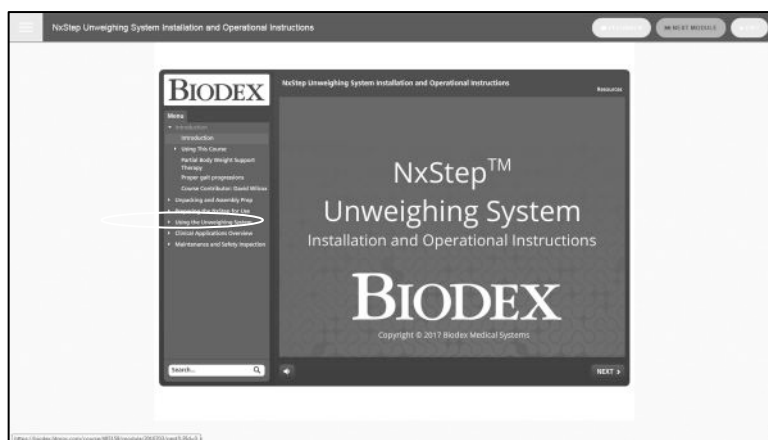 NxStep Unweighing System Installation and Operational Instructions
NEXT MODULE
BIODEX
NxStep Unweighing System Installation and Operational Instructions
Resources
Menu
Introduction
Introduction
Using This Course
Partial Body Weight Support
Therapy
Proper gait progressions
Course Contributor: David Wilcox
Unpacking and Assembly Prep
for Use
Using the Unweighing System
Clinical Applications Overview
Maintenance and Safety Inspection
NxStep™
Unweighing System
Installation and Operational Instructions
BIODEX
Copyright © 2017 Biodex Medical Systems
Search...
NEXT >